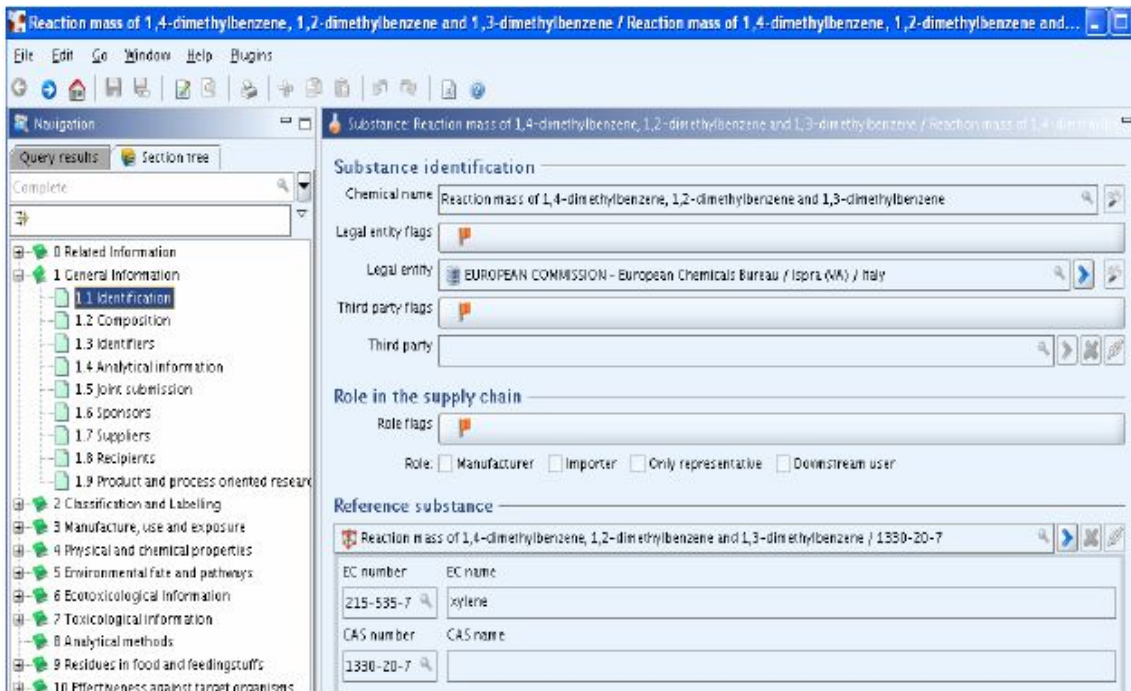 Reaction mass of 1,4-dimethylbenzene, 1,2-dimethylbenzene and 1,3-dimethylbenzene / Reaction mass of 1,4-dimethylbenzene, 1,2-dimethylbenzene and...
File Edit Go Window Help Plugins
Navigation
Query results Section tree
Complete
0 Related Information
1 General Information
1.1 Identification
1.2 Composition
1.3 Identifiers
1.4 Analytical information
1.5 Joint submission
1.6 Sponsors
1.7 Suppliers
1.8 Recipients
1.9 Product and process oriented researc
2 Classification and Labelling
3 Manufacture, use and exposure
4 Physical and chemical properties
5 Environmental fate and pathways
6 Ecotoxicological Information
7 Toxicological information
8 Analytical methods
9 Residues in food and feedingstuffs
10 Effectiveness against target organisms
Substance: Reaction mass of 1,4-dimethylbenzene, 1,2-dimethylbenzene and 1,3-dimethylbenzene / Reaction mass of
Substance identification
Chemical name Reaction mass of 1,4-dimethylbenzene, 1,2-dimethylbenzene and 1,3-dimethylbenzene
Legal entity flags
Legal entity EUROPEAN COMMISSION - European Chemicals Bureau / Ispra (VA) / Italy
Third party flags
Third party
Role in the supply chain
Role flags
Role: Manufacturer Importer Only representative Downstream user
Reference substance
Reaction mass of 1,4-dimethylbenzene, 1,2-dimethylbenzene and 1,3-dimethylbenzene / 1330-20-7
EC number EC name
215-535-7 xylene
CAS number CAS name
1330-20-7